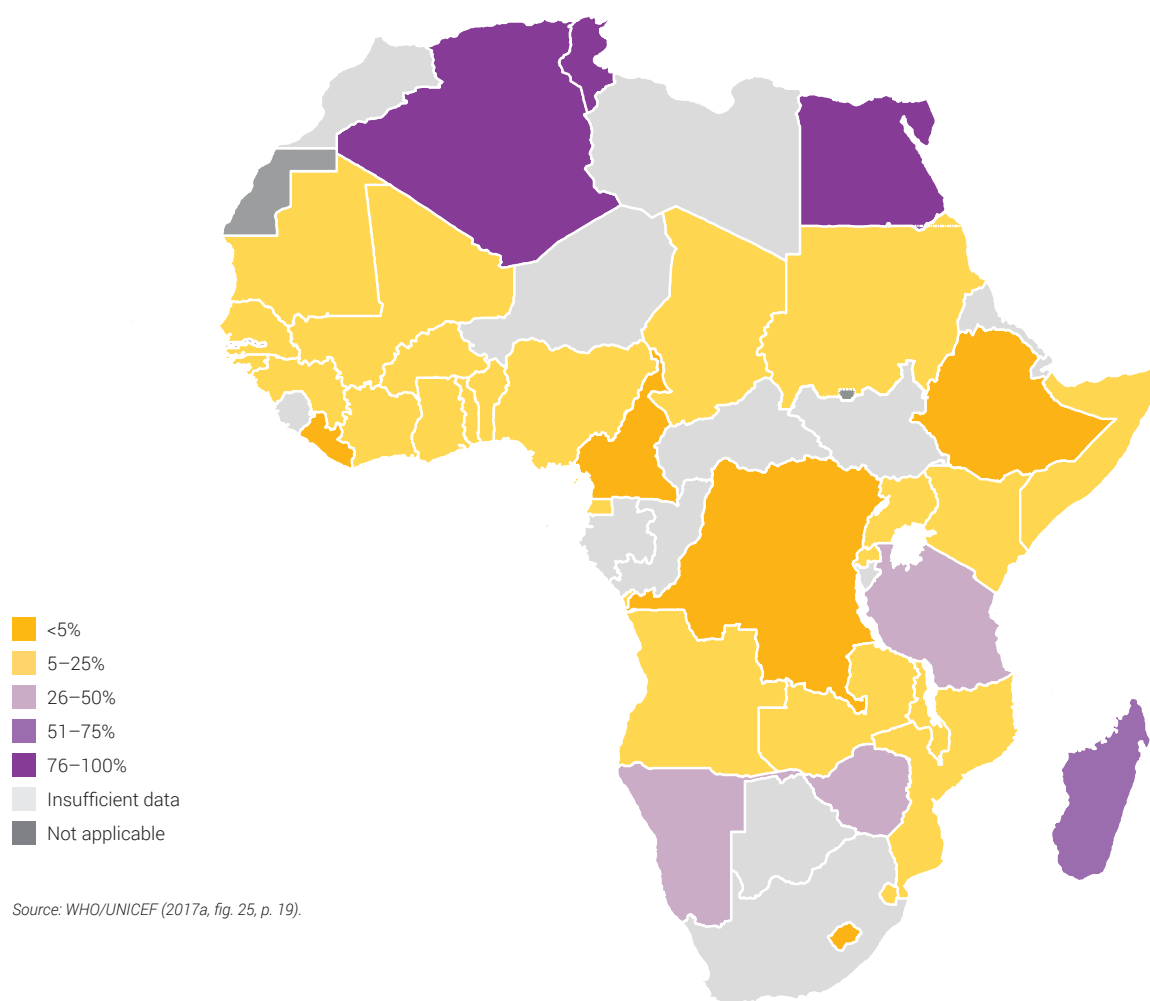 <5%
5–25%
26–50%
51–75%
76–100%
Insufficient data
Not applicable
Source: WHO/UNICEF (2017a, fig. 25, p. 19).